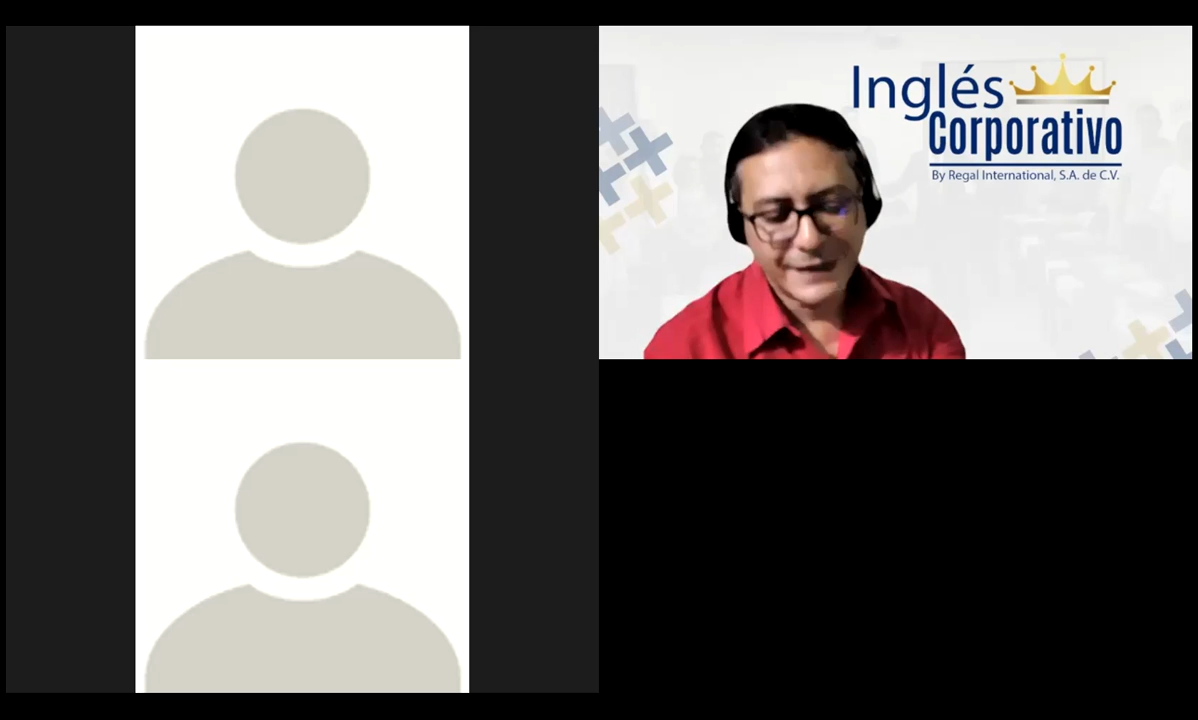 Inglés
Corporativo
By Regal International, S.A. de C.V.